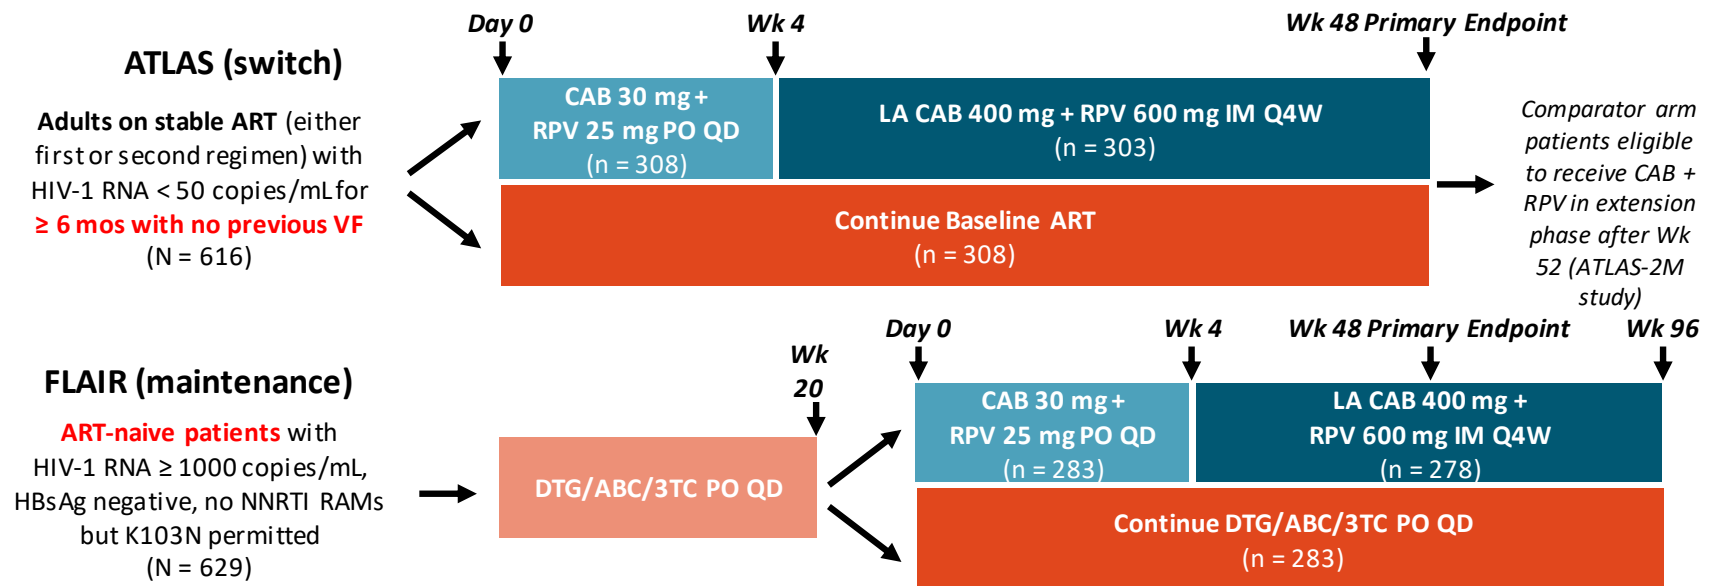 Day 0
Wk 4
Wk 48 Primary Endpoint
ATLAS (switch)
Adults on stable ART (either
first or second regimen) with
HIV-1 RNA < 50 copies/mL for
≥ 6 mos with no previous VF
(N = 616)
CAB 30 mg +
RPV 25 mg PO QD
(n = 308)
LA CAB 400 mg + RPV 600 mg IM Q4W
(n = 303)
Continue Baseline ART
(n = 308)
Comparator arm
patients eligible
to receive CAB +
RPV in extension
phase after Wk
52 (ATLAS-2M
study)
Day 0
Wk 4
Wk 48 Primary Endpoint
Wk 96
Wk
20
FLAIR (maintenance)
ART-naive patients with
HIV-1 RNA ≥ 1000 copies/mL,
HBsAg negative, no NNRTI RAMs
but K103N permitted
(N = 629)
DTG/ABC/3TC PO QD
CAB 30 mg +
RPV 25 mg PO QD
(n = 283)
LA CAB 400 mg +
RPV 600 mg IM Q4W
(n = 278)
Continue DTG/ABC/3TC PO QD
(n = 283)